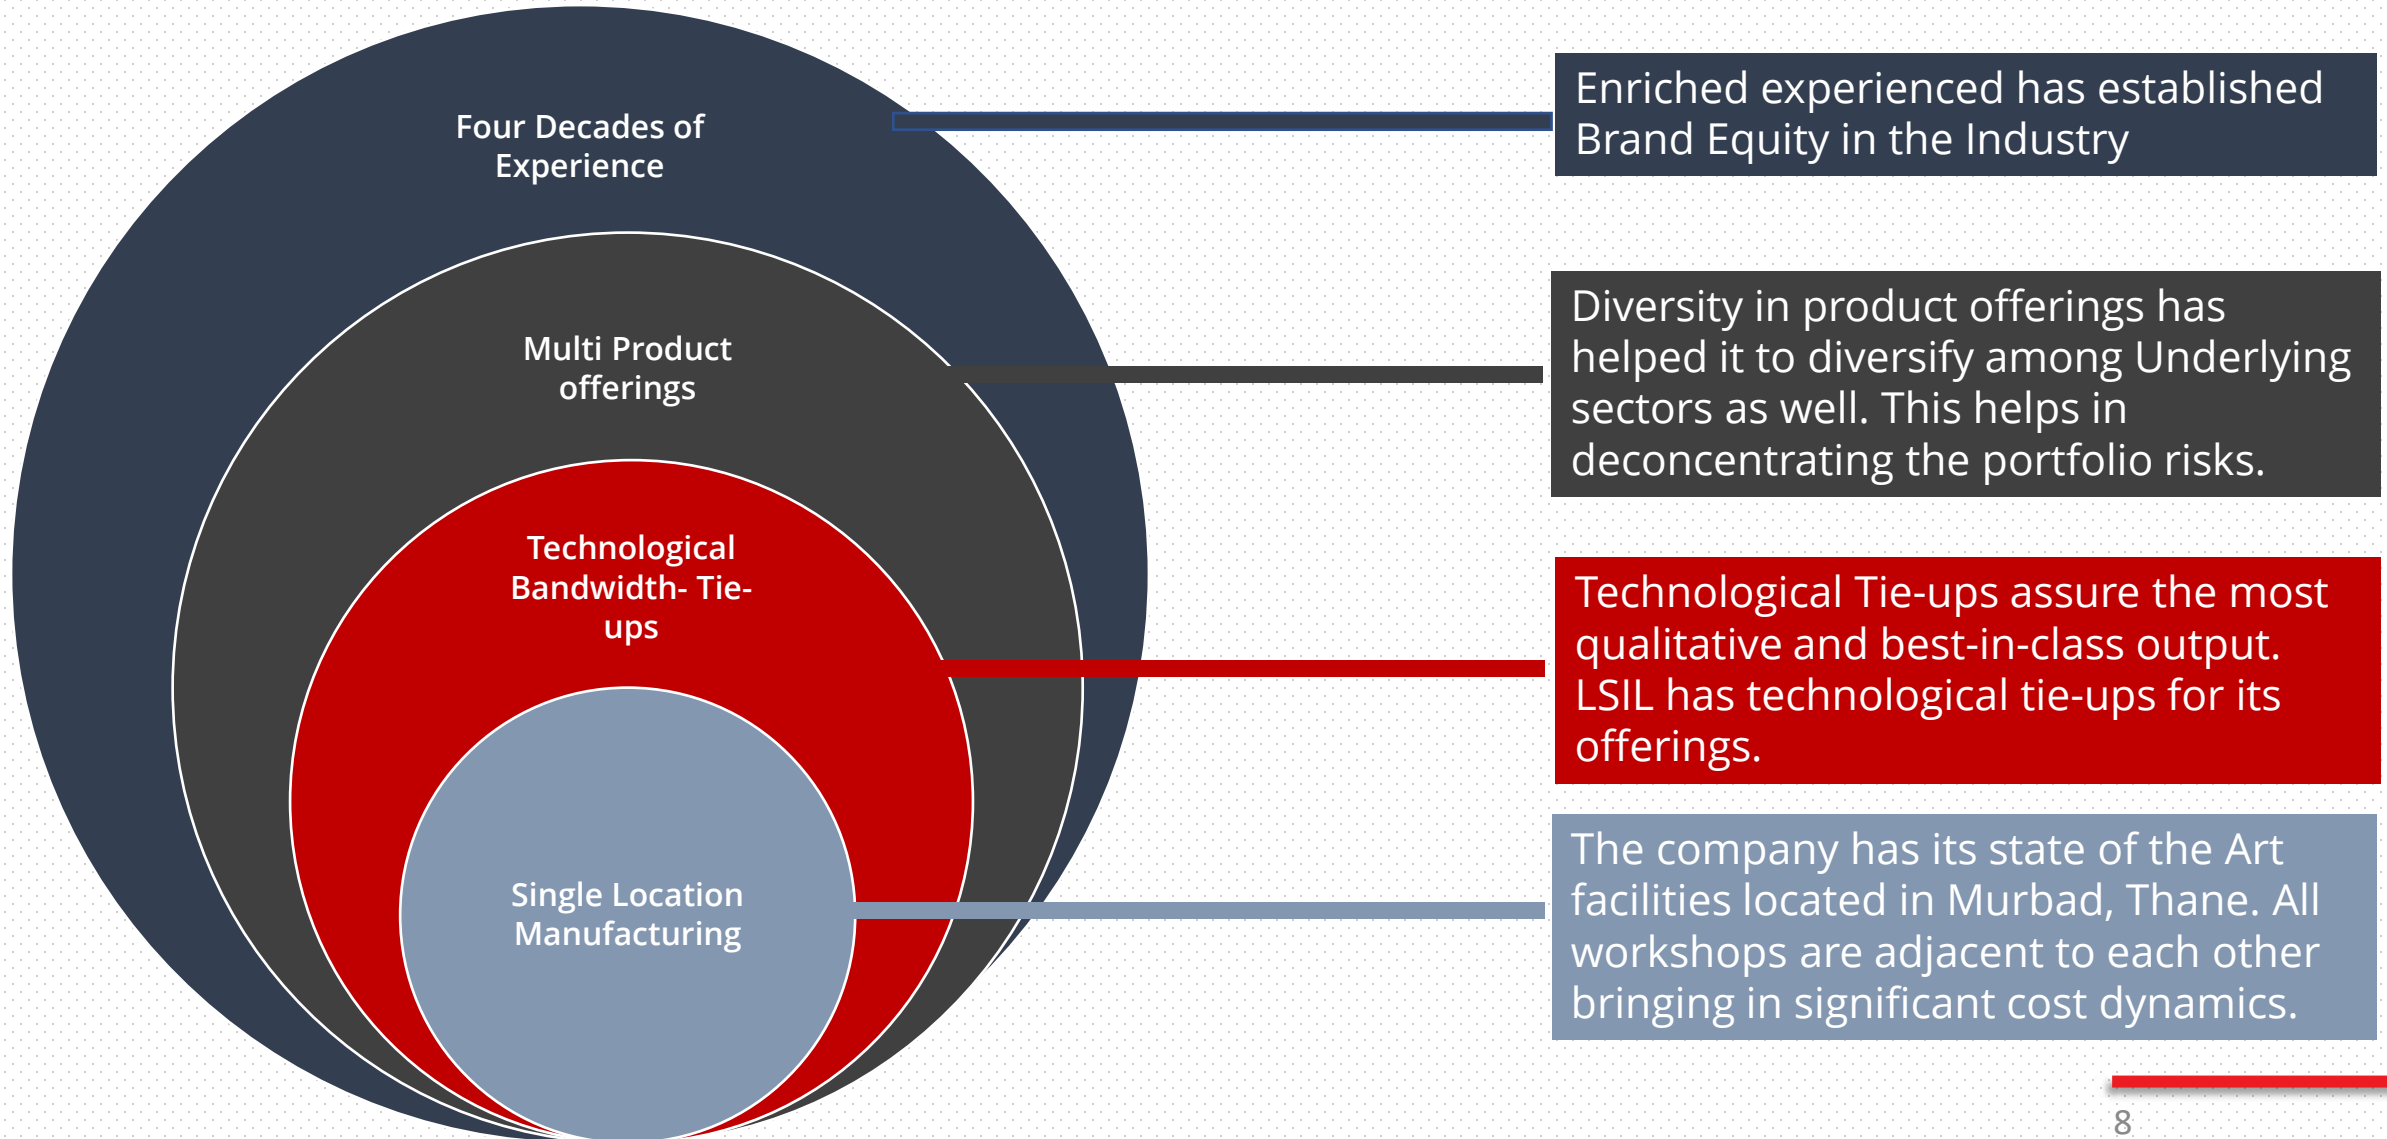 Four Decades of
Experience
Enriched experienced has established
Brand Equity in the Industry
Multi Product
offerings
Diversity in product offerings has
helped it to diversify among Underlying
sectors as well. This helps in
deconcentrating the portfolio risks.
Technological
Bandwidth- Tie-
ups
Technological Tie-ups assure the most
qualitative and best-in-class output.
LSIL has technological tie-ups for its
offerings.
Single Location
Manufacturing
The company has its state of the Art
facilities located in Murbad, Thane. All
workshops are adjacent to each other
bringing in significant cost dynamics.
8